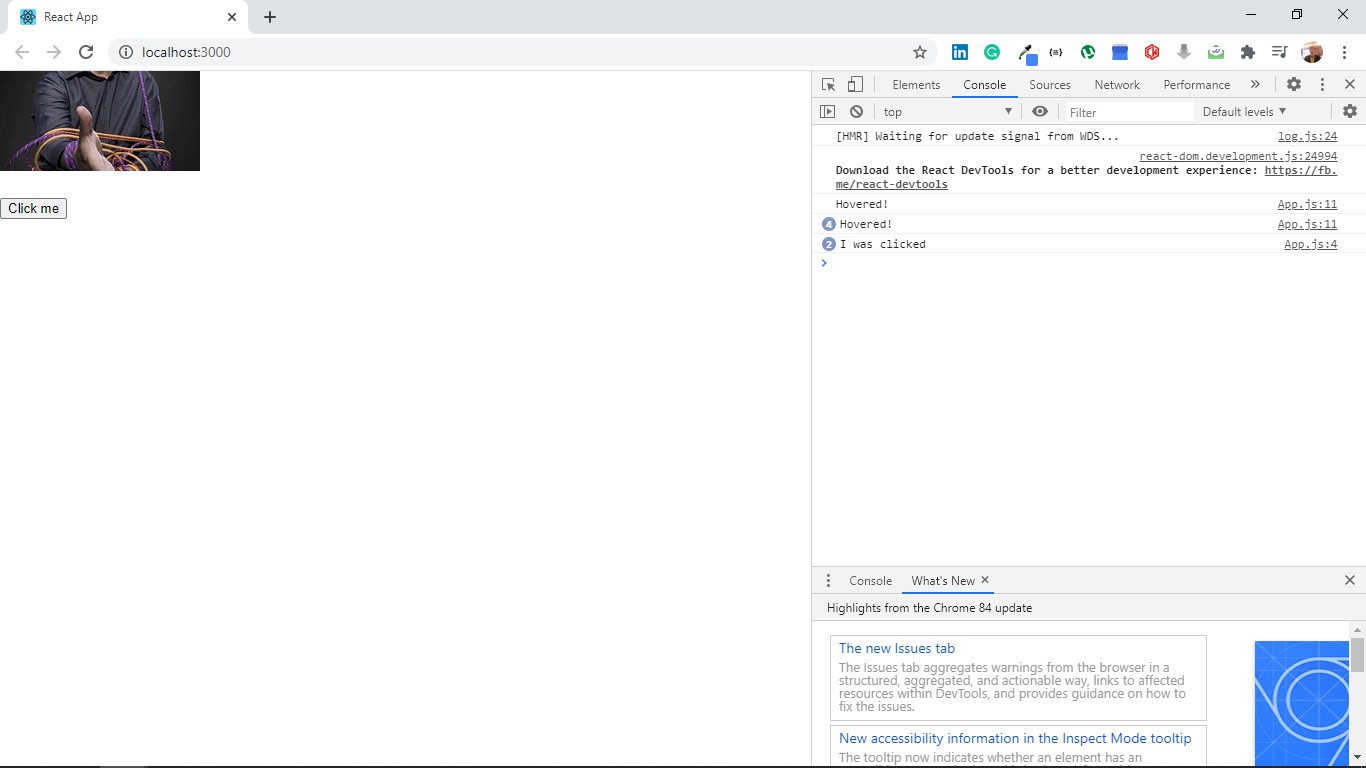 React App
localhost:3000
Click me
Elements Console Sources Network Performance
top Filter Default levels
[HMR] Waiting for update signal from WDS... log.js:24
react-dom.development.js:24994
Download the React DevTools for a better development experience: https://fb.
me/react-devtools
Hovered! App.js:11
4 Hovered! App.js:11
2 I was clicked App.js:4
Console What's New
Highlights from the Chrome 84 update
The new Issues tab
The Issues tab aggregates warnings from the browser in a
structured, aggregated, and actionable way, links to affected
resources within DevTools, and provides guidance on how to
fix the issues.
New accessibility information in the Inspect Mode tooltip
The tooltip now indicates whether an element has an